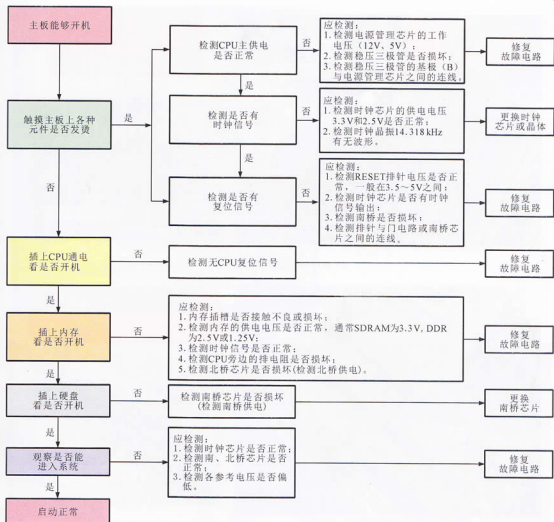 主板能够开机
检测CPU主供电
是否正常
否
应检测：
1.检测电源管理芯片的工作
电压（12V、5V）；
2.检测稳压三极管是否损坏；
3.检测稳压三极管的基极（B）
与电源管理芯片之间的连线。
修复
故障电路
是
触摸主板上各种
元件是否发烫
是
检测是否有
时钟信号
否
应检测：
1.检测时钟芯片的供电电压
3.3V和2.5V是否正常；
2.检测时钟晶振14.318kHz
有无波形。
更换时钟
芯片或晶体
是
否
检测是否有
复位信号
否
应检测：
1.检测RESET排针电压是否正
常，一般在3.5～5V之间；
2.检测时钟芯片是否有时钟
信号输出；
3.检测南桥是否损坏；
4.检测排针与门电路或南桥芯
片之间的连线。
修复
故障电路
插上CPU通电
看是否开机
否
检测无CPU复位信号
修复
故障电路
是
插上内存
看是否开机
否
应检测：
1.内存插槽是否接触不良或损坏；
2.检测内存的供电电压是否正常，通常SDRAM为3.3V, DDR
为2.5V或1.25V；
3.检测时钟信号是否正常；
4.检测CPU旁边的排电阻是否损坏；
5.检测北桥芯片是否损坏(检测北桥供电)。
修复
故障电路
是
插上硬盘
看是否开机
否
检测南桥芯片是否损坏
(检测南桥供电)
更换
南桥芯片
是
观察是否能
进入系统
否
应检测：
1.检测时钟芯片是否正常；
2.检测南、北桥芯片是否
正常；
3.检测各参考电压是否偏
低。
修复
故障电路
是
启动正常